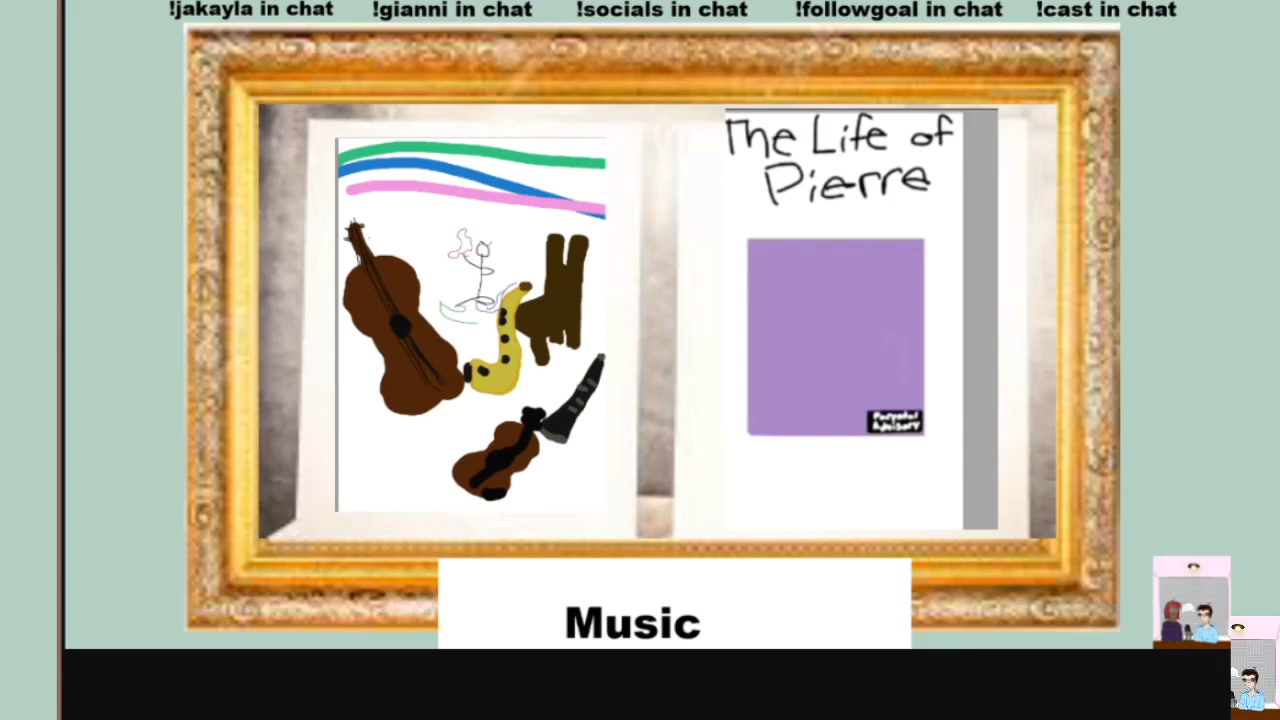 !jakayla in chat !gianni in chat !socials in chat !followgoal in chat !cast in chat
The Life of
Pierre
Advisory
Music